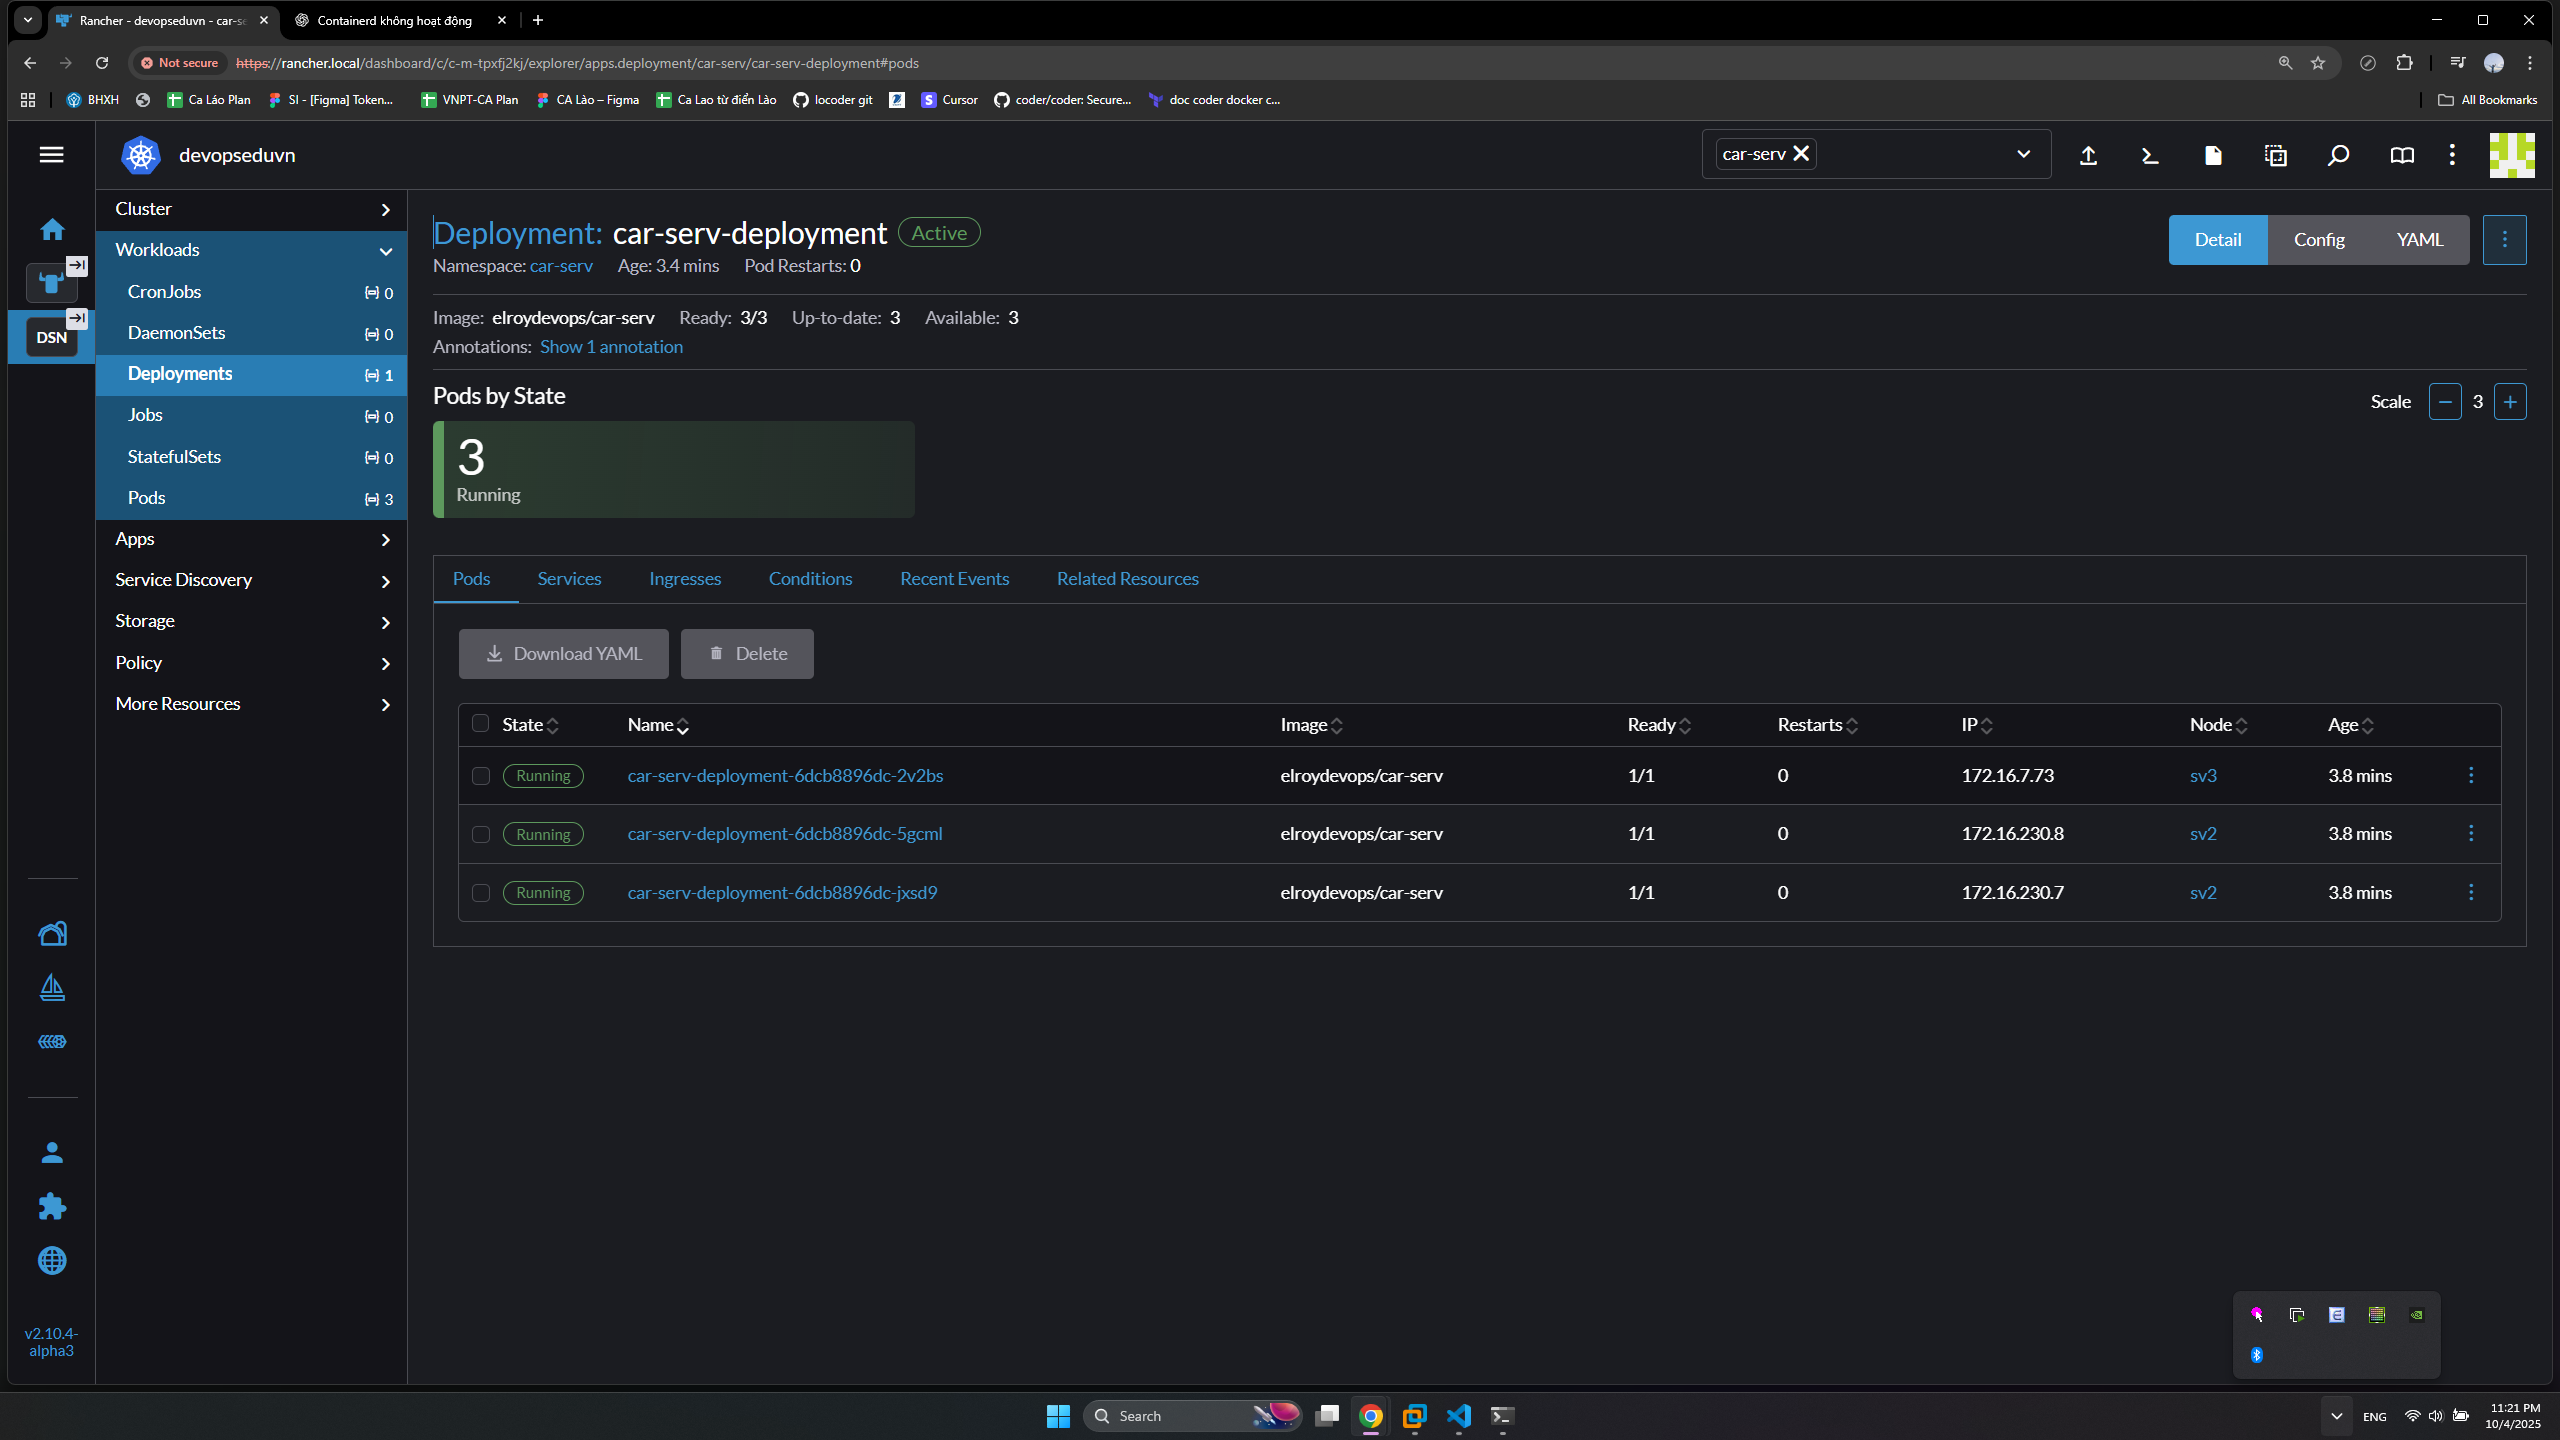 Rancher - devopseduvn - car-se
Containerd không hoạt động
Not secure
https://rancher.local/dashboard/c/c-m-tpxfj2kj/explorer/apps.deployment/car-serv/car-serv-deployment#pods
BHXH
Ca Láo Plan
SI - [Figma] Token...
VNPT-CA Plan
CA Lào – Figma
Ca Lao từ điển Lào
locoder git
Cursor
coder/coder: Secure...
doc coder docker c...
All Bookmarks
devopseduvn
car-serv
DSN
Cluster
Workloads
CronJobs 0
DaemonSets 0
Deployments 1
Jobs 0
StatefulSets 0
Pods 3
Apps
Service Discovery
Storage
Policy
More Resources
v2.10.4-
alpha3
Deployment: car-serv-deployment Active
Namespace: car-serv Age: 3.4 mins Pod Restarts: 0
Detail Config YAML
Image: elroydevops/car-serv Ready: 3/3 Up-to-date: 3 Available: 3
Annotations: Show 1 annotation
Pods by State
Scale 3
3
Running
Pods Services Ingresses Conditions Recent Events Related Resources
Download YAML Delete
State Name Image Ready Restarts IP Node Age
Running car-serv-deployment-6dcb8896dc-2v2bs elroydevops/car-serv 1/1 0 172.16.7.73 sv3 3.8 mins
Running car-serv-deployment-6dcb8896dc-5gcml elroydevops/car-serv 1/1 0 172.16.230.8 sv2 3.8 mins
Running car-serv-deployment-6dcb8896dc-jxsd9 elroydevops/car-serv 1/1 0 172.16.230.7 sv2 3.8 mins
Search
ENG
11:21 PM
10/4/2025